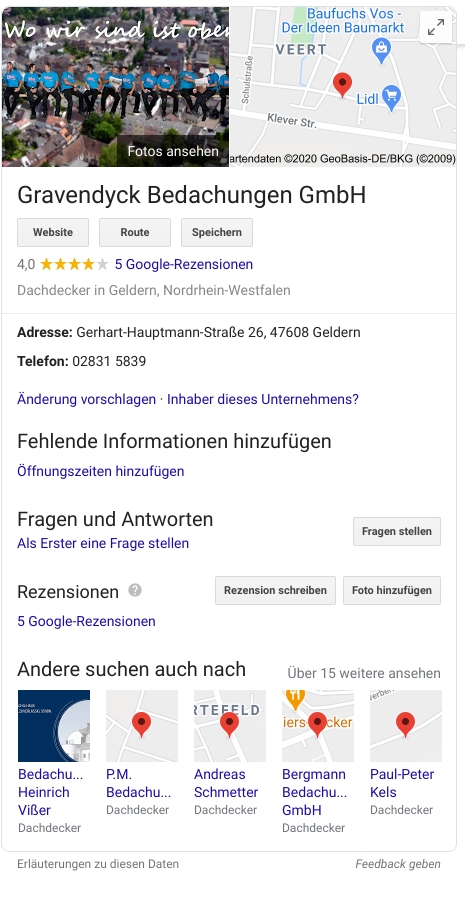 Wo wir sind ist oben
Baufuchs Vos -
Der Ideen Baumarkt
VEERT
Schulstraße
Lidl
Klever Str.
Fotos ansehen
artendaten ©2020 GeoBasis-DE/BKG (©2009)
Gravendyck Bedachungen GmbH
Website
Route
Speichern
4,0 5 Google-Rezensionen
Dachdecker in Geldern, Nordrhein-Westfalen
Adresse: Gerhart-Hauptmann-Straße 26, 47608 Geldern
Telefon: 02831 5839
Änderung vorschlagen · Inhaber dieses Unternehmens?
Fehlende Informationen hinzufügen
Öffnungszeiten hinzufügen
Fragen und Antworten
Als Erster eine Frage stellen
Fragen stellen
Rezensionen ?
Rezension schreiben
Foto hinzufügen
5 Google-Rezensionen
Andere suchen auch nach
Über 15 weitere ansehen
RTEFELD
iers
cker
Bedachu...
Heinrich
Vißer
Dachdecker
P.M.
Bedachu...
Dachdecker
Andreas
Schmetter
Dachdecker
Bergmann
Bedachu...
GmbH
Dachdecker
Paul-Peter
Kels
Dachdecker
Erläuterungen zu diesen Daten
Feedback geben